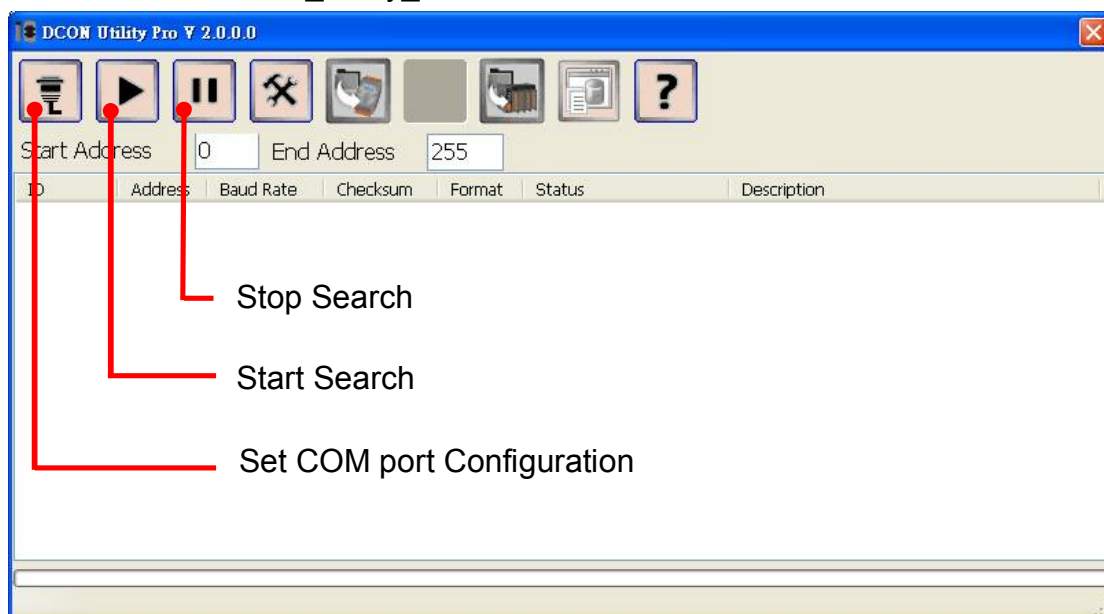 DCON Utility Pro V 2.0.0.0
?
Start Address 0 End Address 255
ID Address Baud Rate Checksum Format Status Description
Stop Search
Start Search
Set COM port Configuration